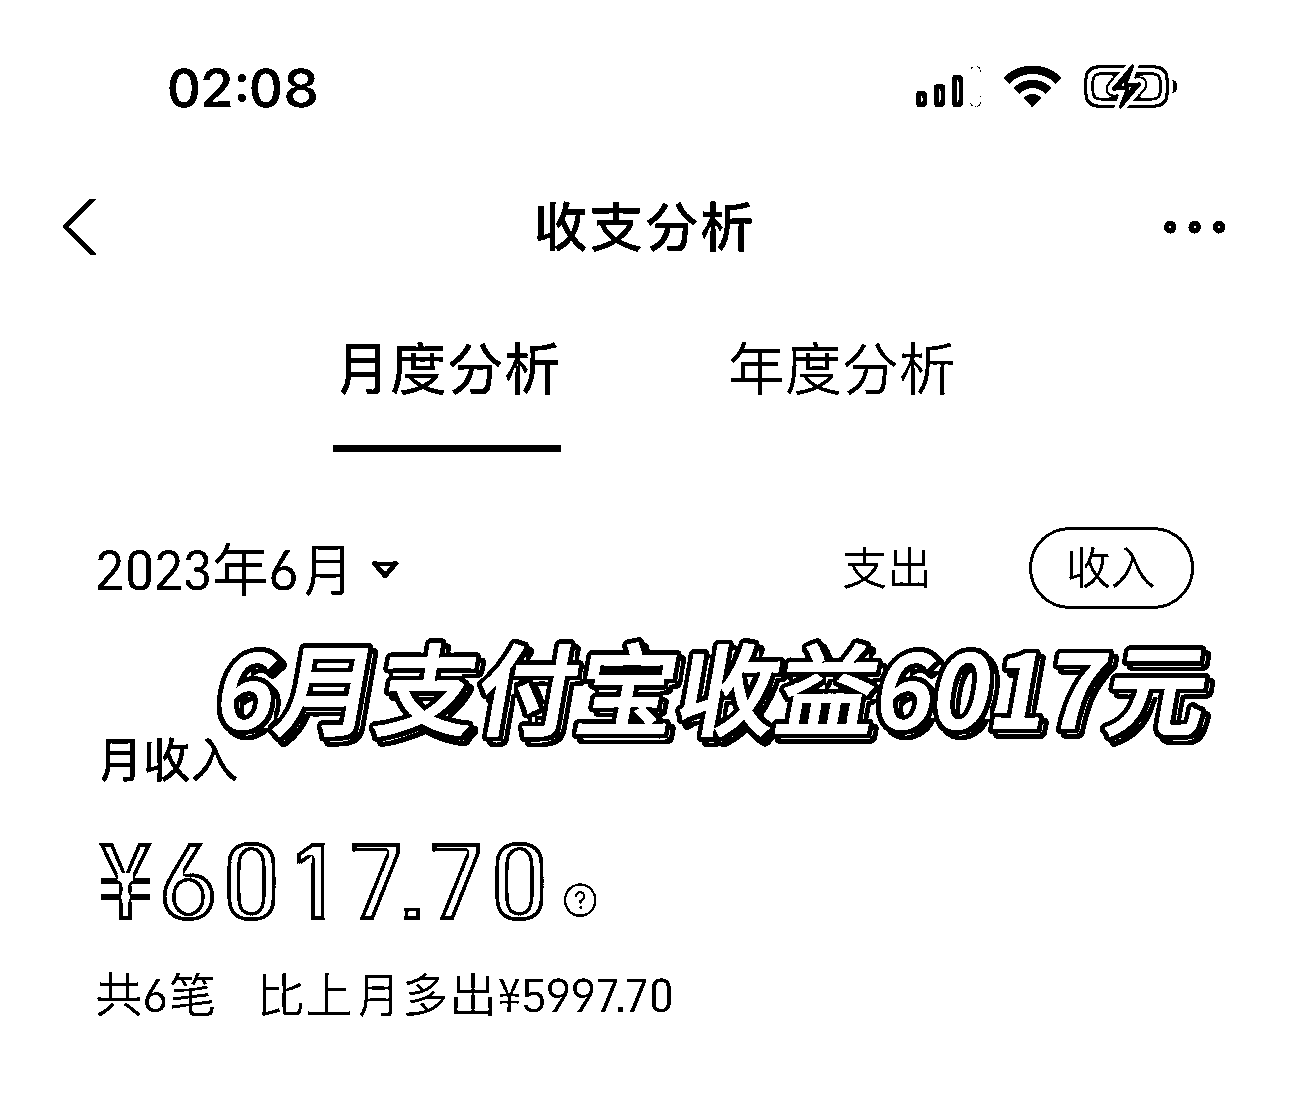 02:08
收支分析
月度分析 年度分析
2023年6月 支出 收入
6月支付宝收益6017元
月收入
¥6017.70
共6笔 比上月多出¥5997.70